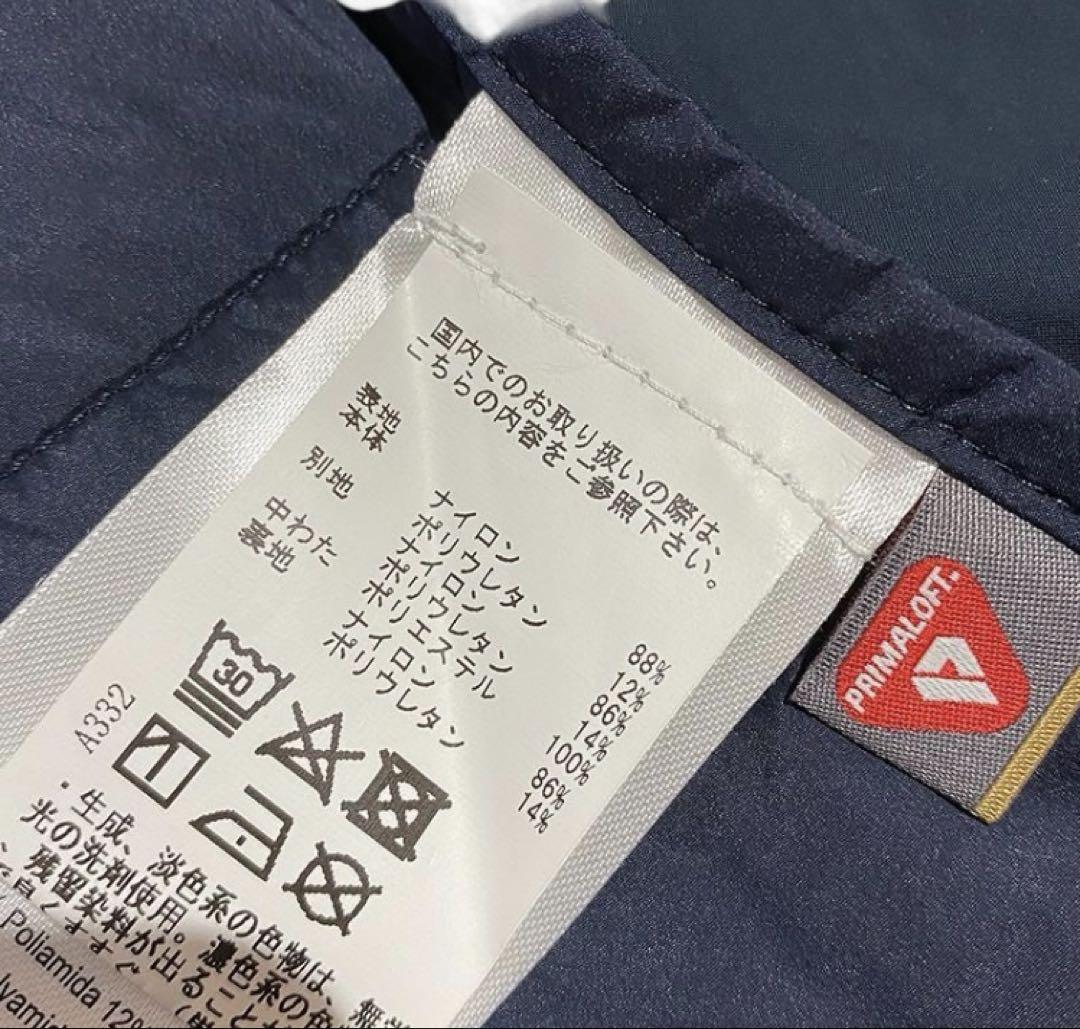 国内でのお取り扱いの際は、
こちらの内容をご参照下さい。
表地
本体 ナイロン 88%
ポリウレタン 12%
別地 ナイロン 86%
ポリウレタン 14%
中わた ポリエステル 100%
裏地 ナイロン 86%
ポリウレタン 14%
30
A332
・生成、淡色系の色物は、無蛍
光の洗剤使用。濃色系の色
、残留染料が出ること
Poliamida 12%
PRIMALOFT